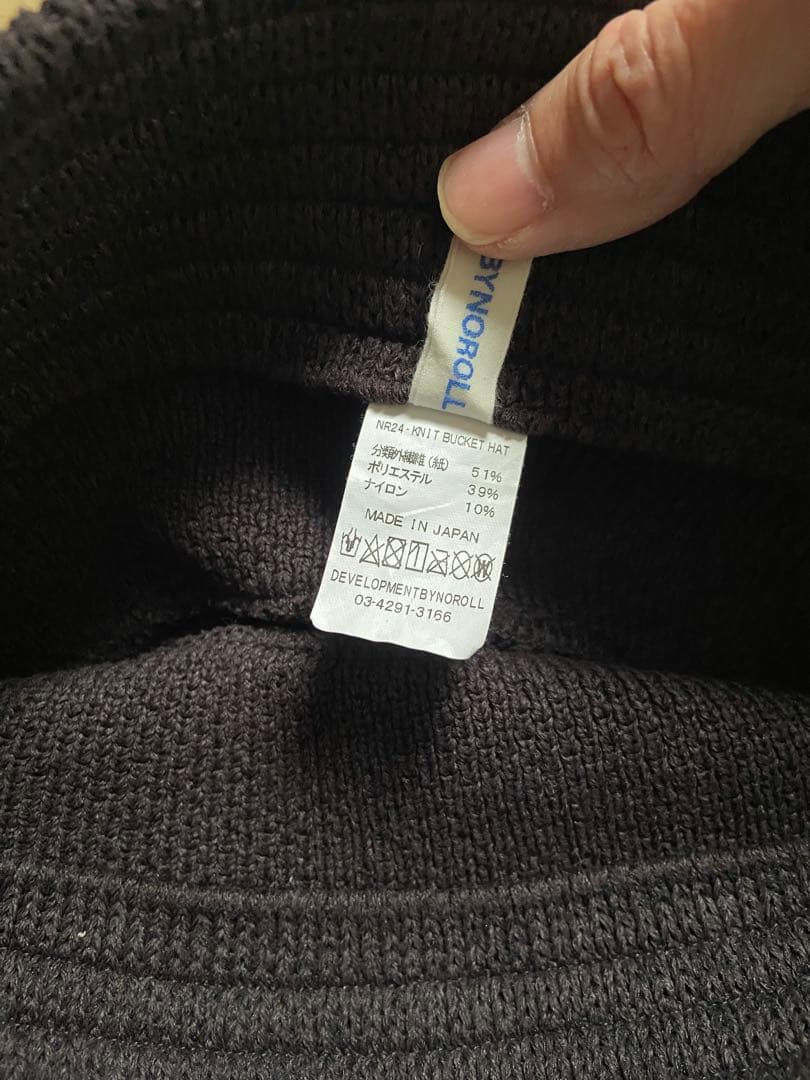 BYNOROLL
NR24-KNIT BUCKET HAT
分類外繊維(紙) 51%
ポリエステル 39%
ナイロン 10%
MADE IN JAPAN
DEVELOPMENTBYNOROLL
03-4291-3166